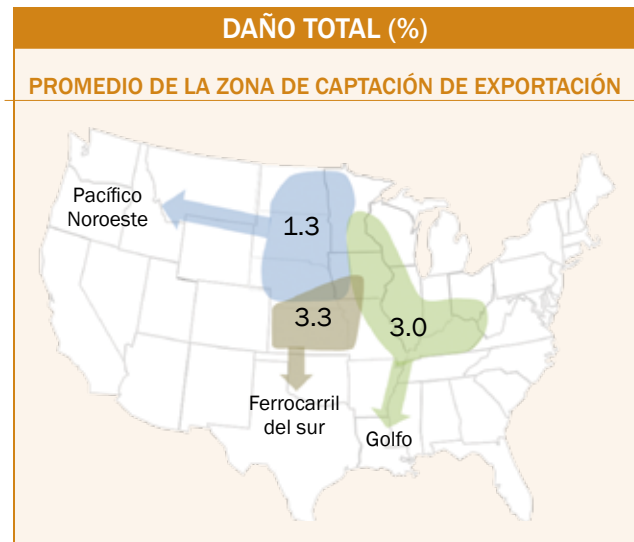 DAÑO TOTAL (%)
PROMEDIO DE LA ZONA DE CAPTACIÓN DE EXPORTACIÓN
Pacífico
Noroeste
1.3
3.3
3.0
Ferrocarril
del sur
Golfo